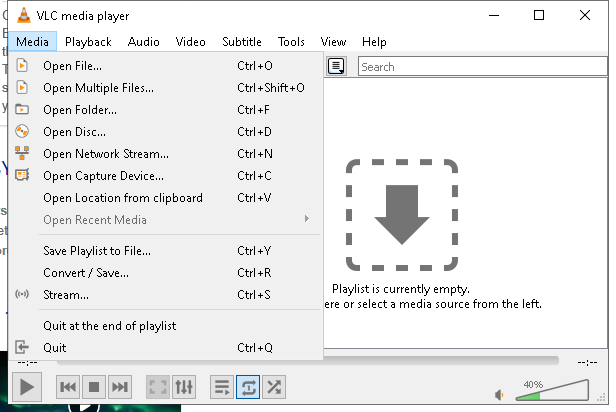 VLC media player
Media Playback Audio Video Subtitle Tools View Help
Open File... Ctrl+O
Open Multiple Files... Ctrl+Shift+O
Open Folder... Ctrl+F
Open Disc... Ctrl+D
Open Network Stream... Ctrl+N
Open Capture Device... Ctrl+C
Open Location from clipboard Ctrl+V
Open Recent Media
Save Playlist to File... Ctrl+Y
Convert / Save... Ctrl+R
Stream... Ctrl+S
Quit at the end of playlist
Quit Ctrl+Q
Search
Playlist is currently empty.
ere or select a media source from the left.
--:-- --:--
40%